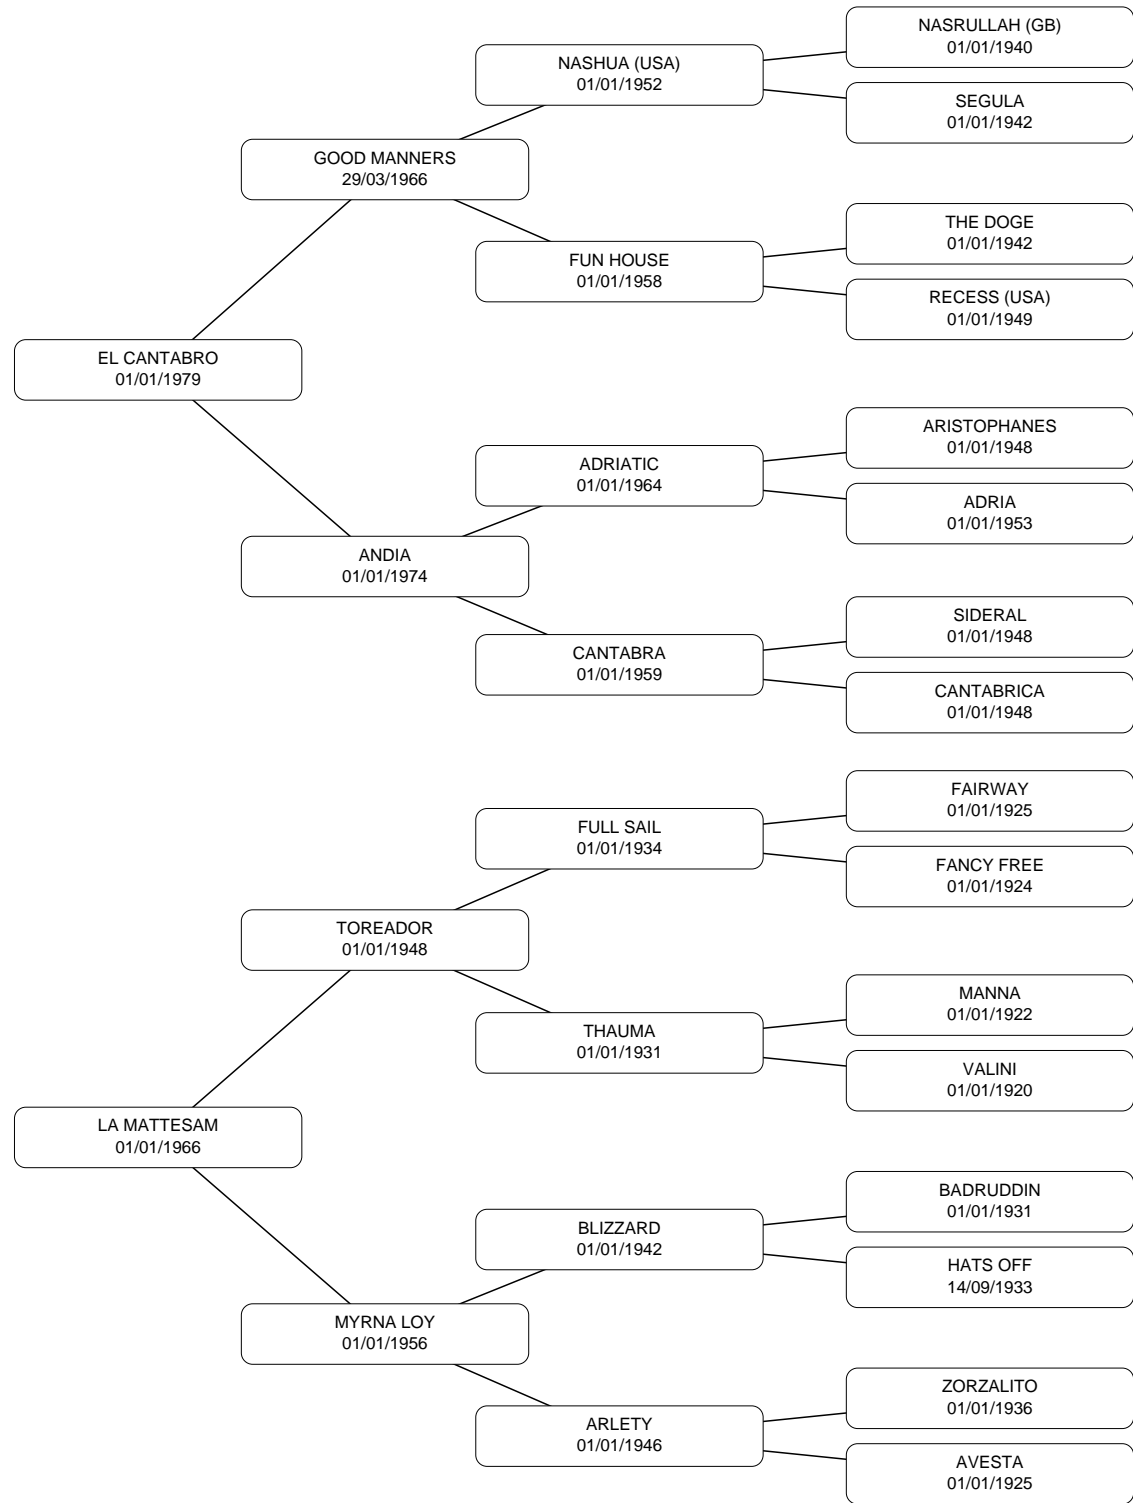 NASRULLAH (GB)
01/01/1940
NASHUA (USA)
01/01/1952
SEGULA
01/01/1942
GOOD MANNERS
29/03/1966
THE DOGE
01/01/1942
FUN HOUSE
01/01/1958
RECESS (USA)
01/01/1949
EL CANTABRO
01/01/1979
ARISTOPHANES
01/01/1948
ADRIATIC
01/01/1964
ADRIA
01/01/1953
ANDIA
01/01/1974
SIDERAL
01/01/1948
CANTABRA
01/01/1959
CANTABRICA
01/01/1948
FAIRWAY
01/01/1925
FULL SAIL
01/01/1934
FANCY FREE
01/01/1924
TOREADOR
01/01/1948
MANNA
01/01/1922
THAUMA
01/01/1931
VALINI
01/01/1920
LA MATTESAM
01/01/1966
BADRUDDIN
01/01/1931
BLIZZARD
01/01/1942
HATS OFF
14/09/1933
MYRNA LOY
01/01/1956
ZORZALITO
01/01/1936
ARLETY
01/01/1946
AVESTA
01/01/1925